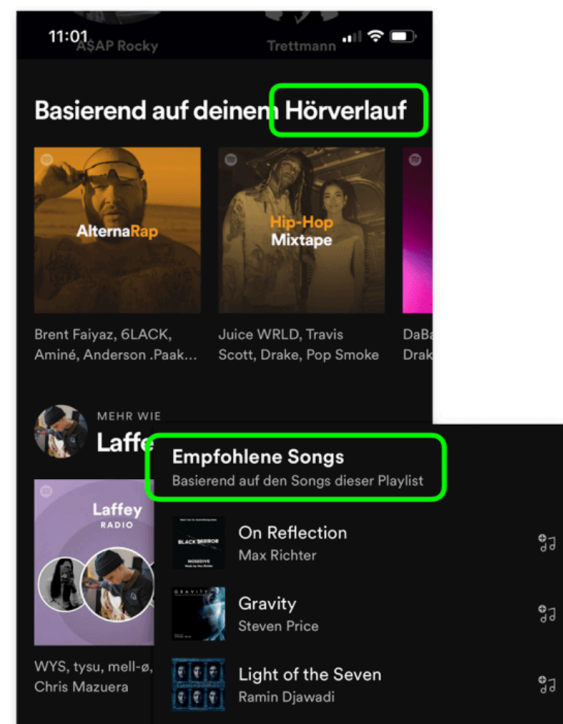 11:01
A$AP Rocky
Trettmann
Basierend auf deinem Hörverlauf
AlternaRap
Hip-Hop
Mixtape
Brent Faiyaz, 6LACK,
Aminé, Anderson .Paak...
Juice WRLD, Travis
Scott, Drake, Pop Smoke
DaBa
Drak
MEHR WIE
Laffe
Laffey
RADIO
WYS, tysu, mell-ø,
Chris Mazuera
Empfohlene Songs
Basierend auf den Songs dieser Playlist
BLACK MIRROR
NOSEDIVE
On Reflection
Max Richter
GRAVITY
Gravity
Steven Price
Light of the Seven
Ramin Djawadi